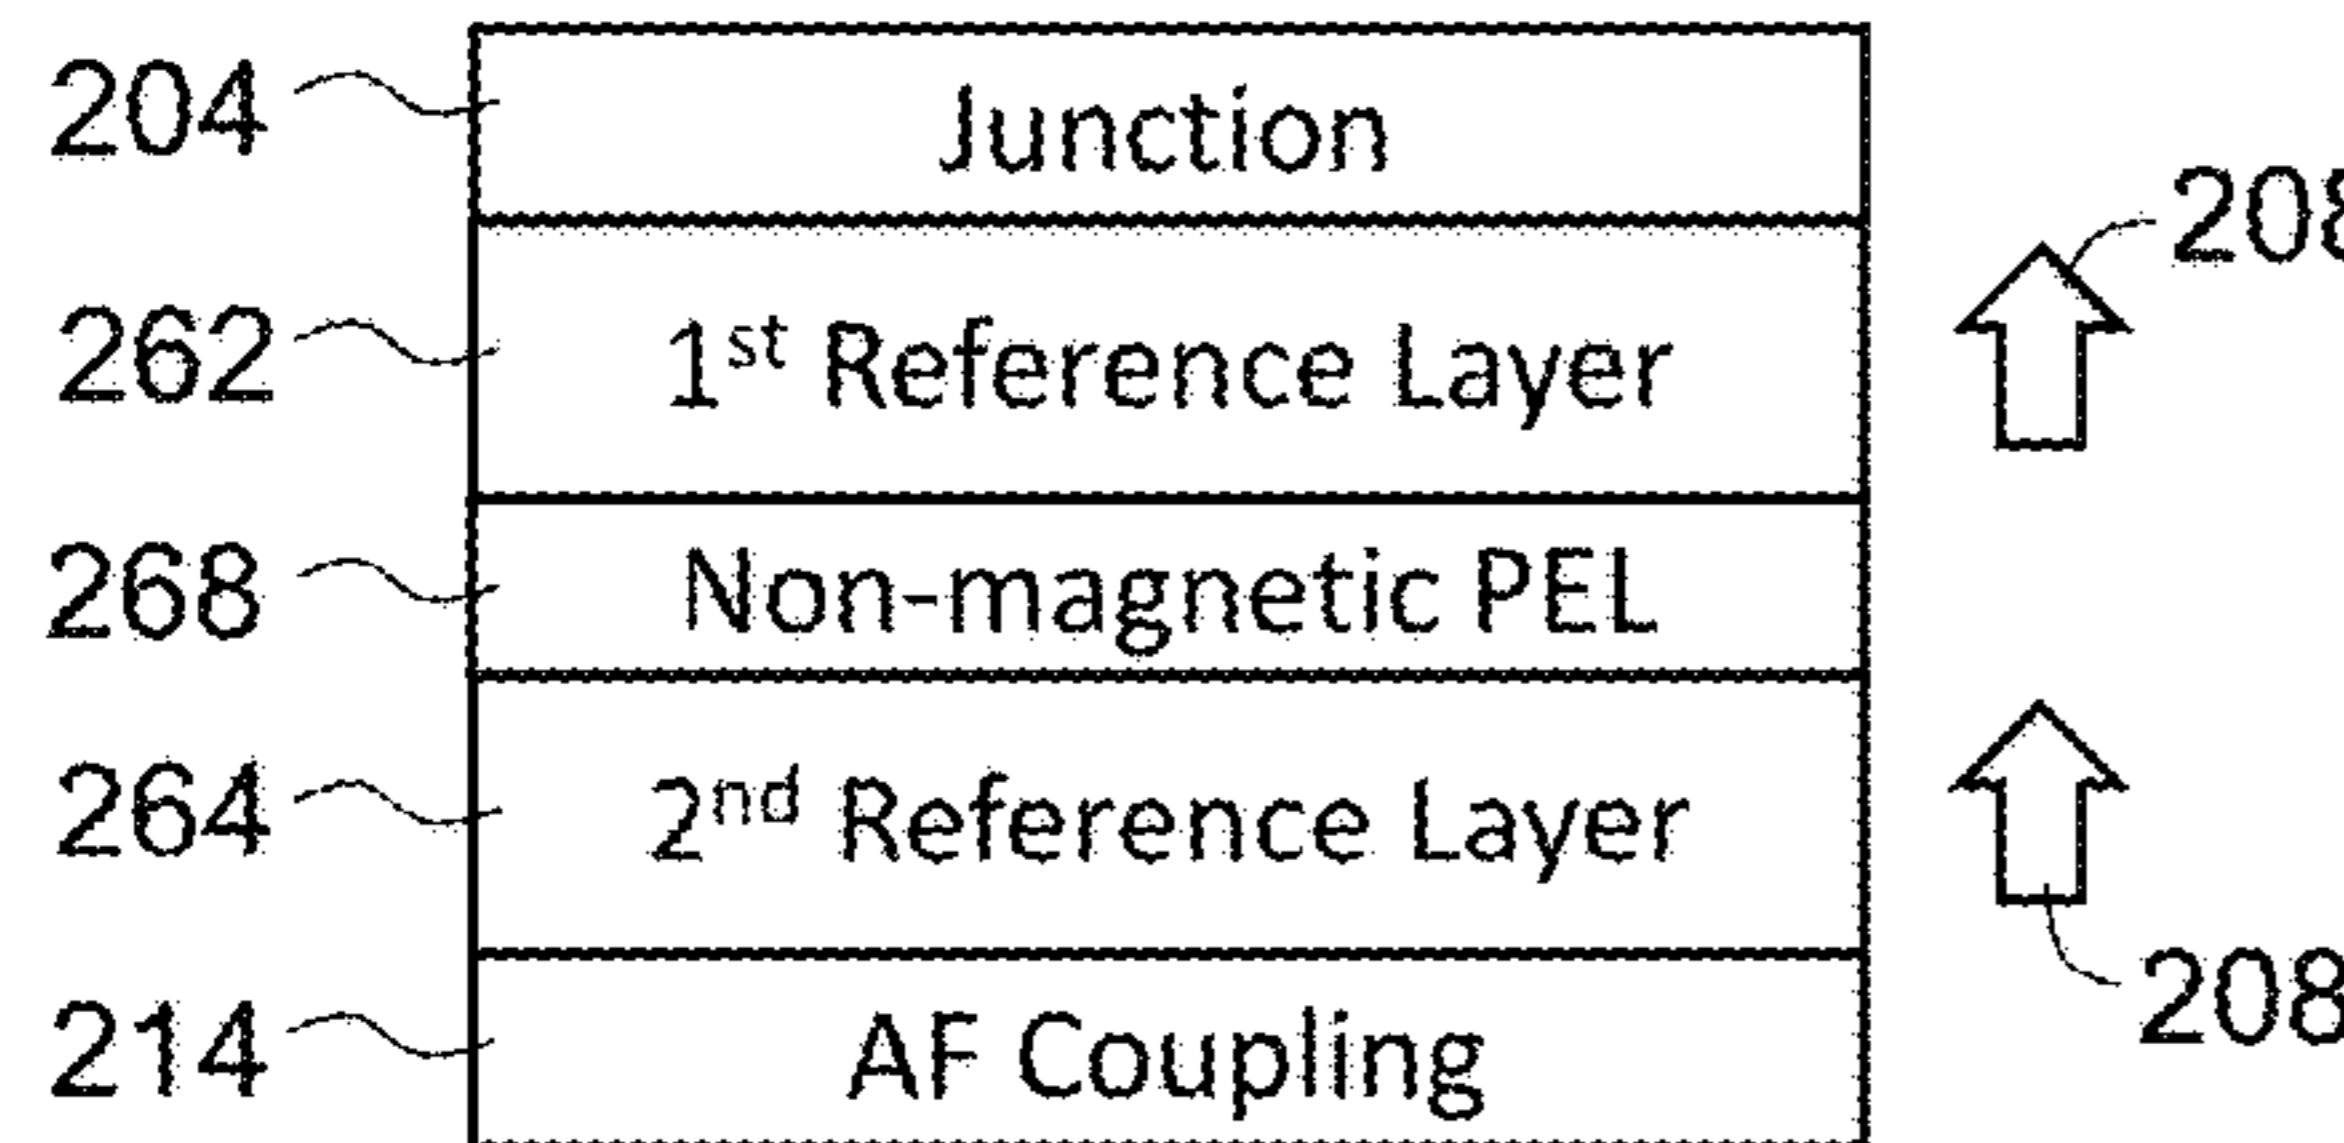 204 Junction
208
262 1st Reference Layer
268 Non-magnetic PEL
264 2nd Reference Layer
208
214 AF Coupling